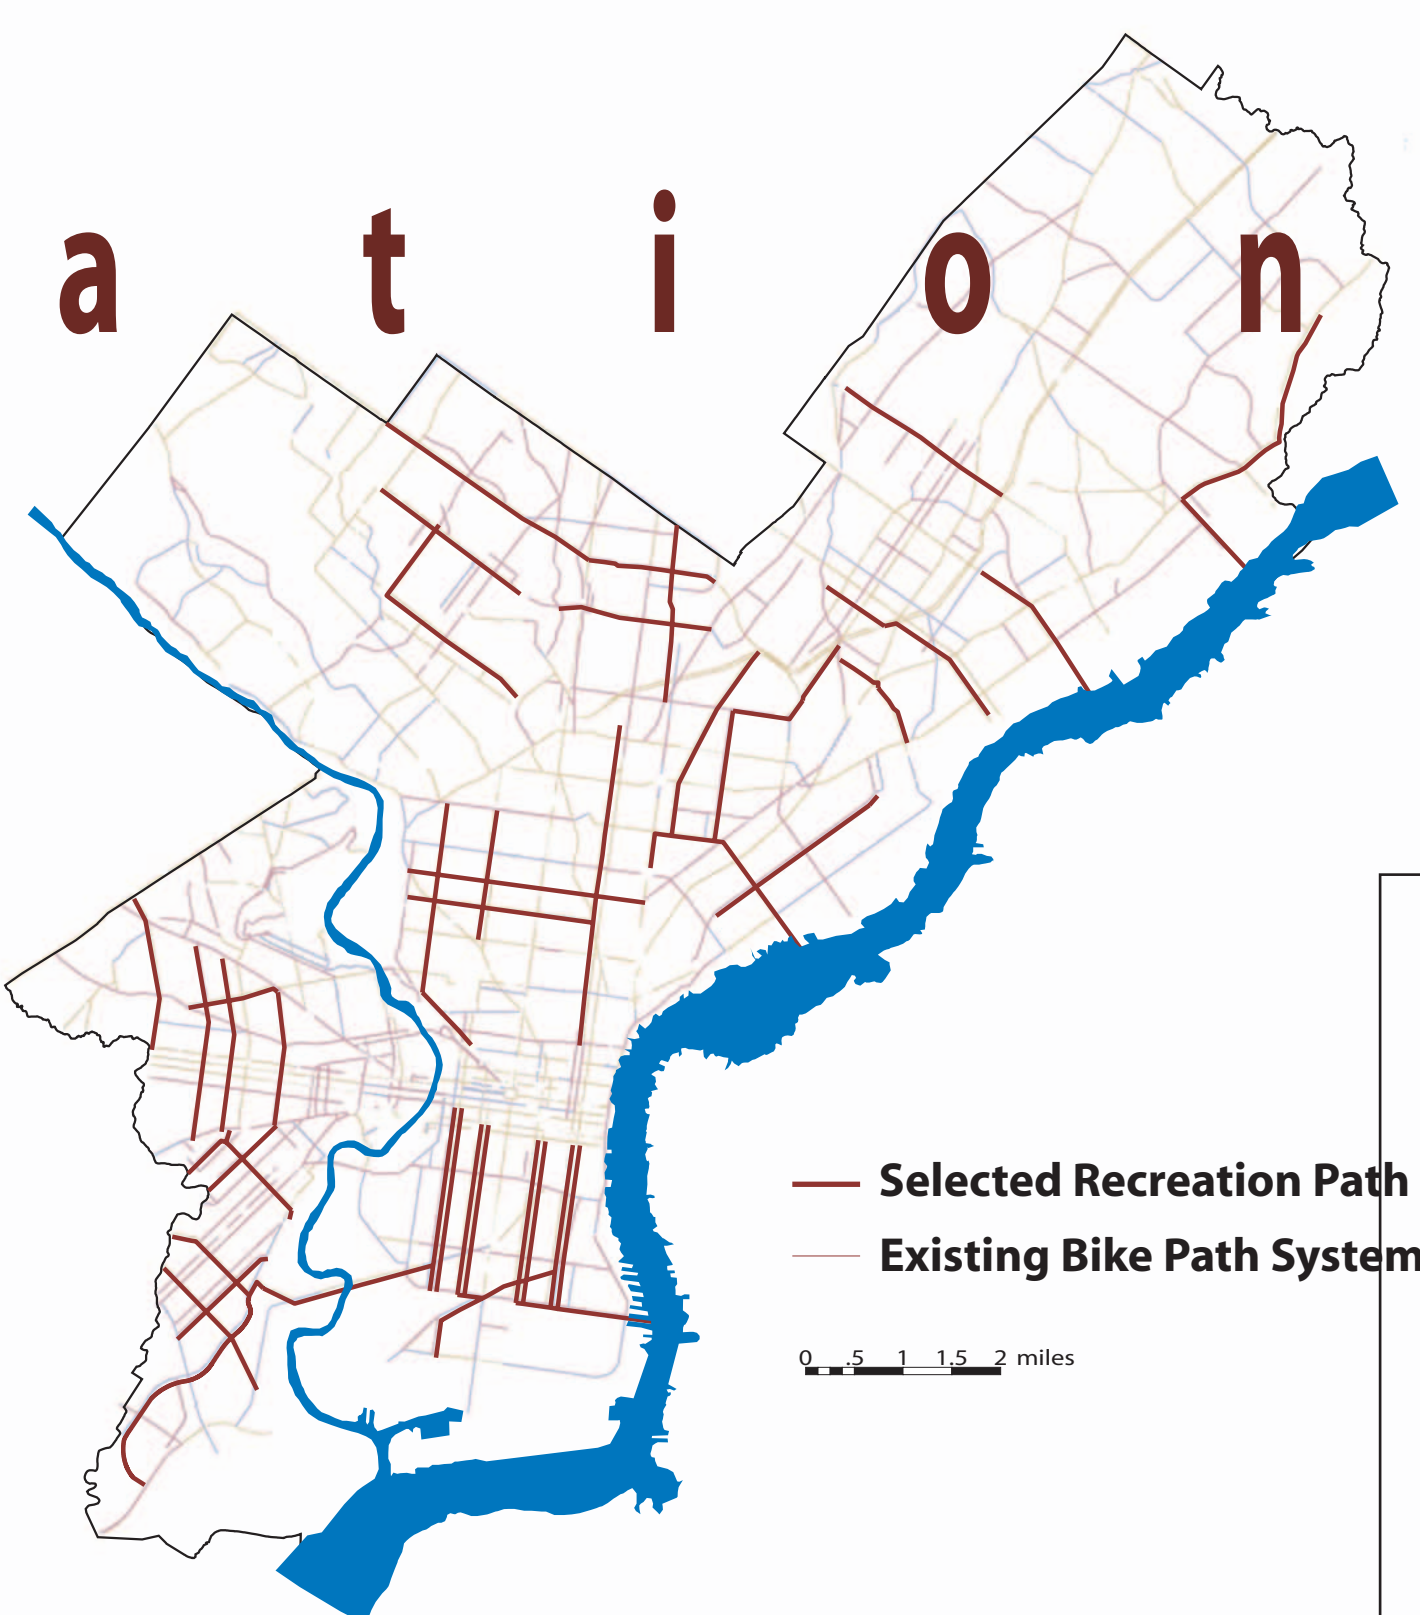 a t i o n
Selected Recreation Path
Existing Bike Path System
0 .5 1 1.5 2 miles